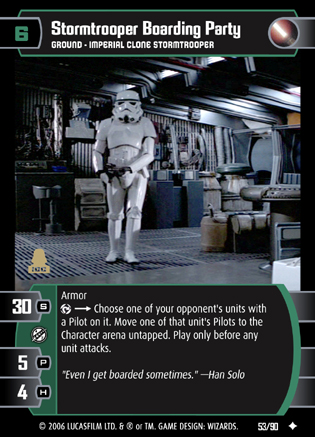 6
Stormtrooper Boarding Party
GROUND • IMPERIAL CLONE STORMTROOPER
30 S
5 P
4 H
Armor
→ Choose one of your opponent's units with
a Pilot on it. Move one of that unit's Pilots to the
Character arena untapped. Play only before any
unit attacks.
"Even I get boarded sometimes." —Han Solo
© 2006 LUCASFILM LTD. & ® or TM. GAME DESIGN: WIZARDS.
53/90